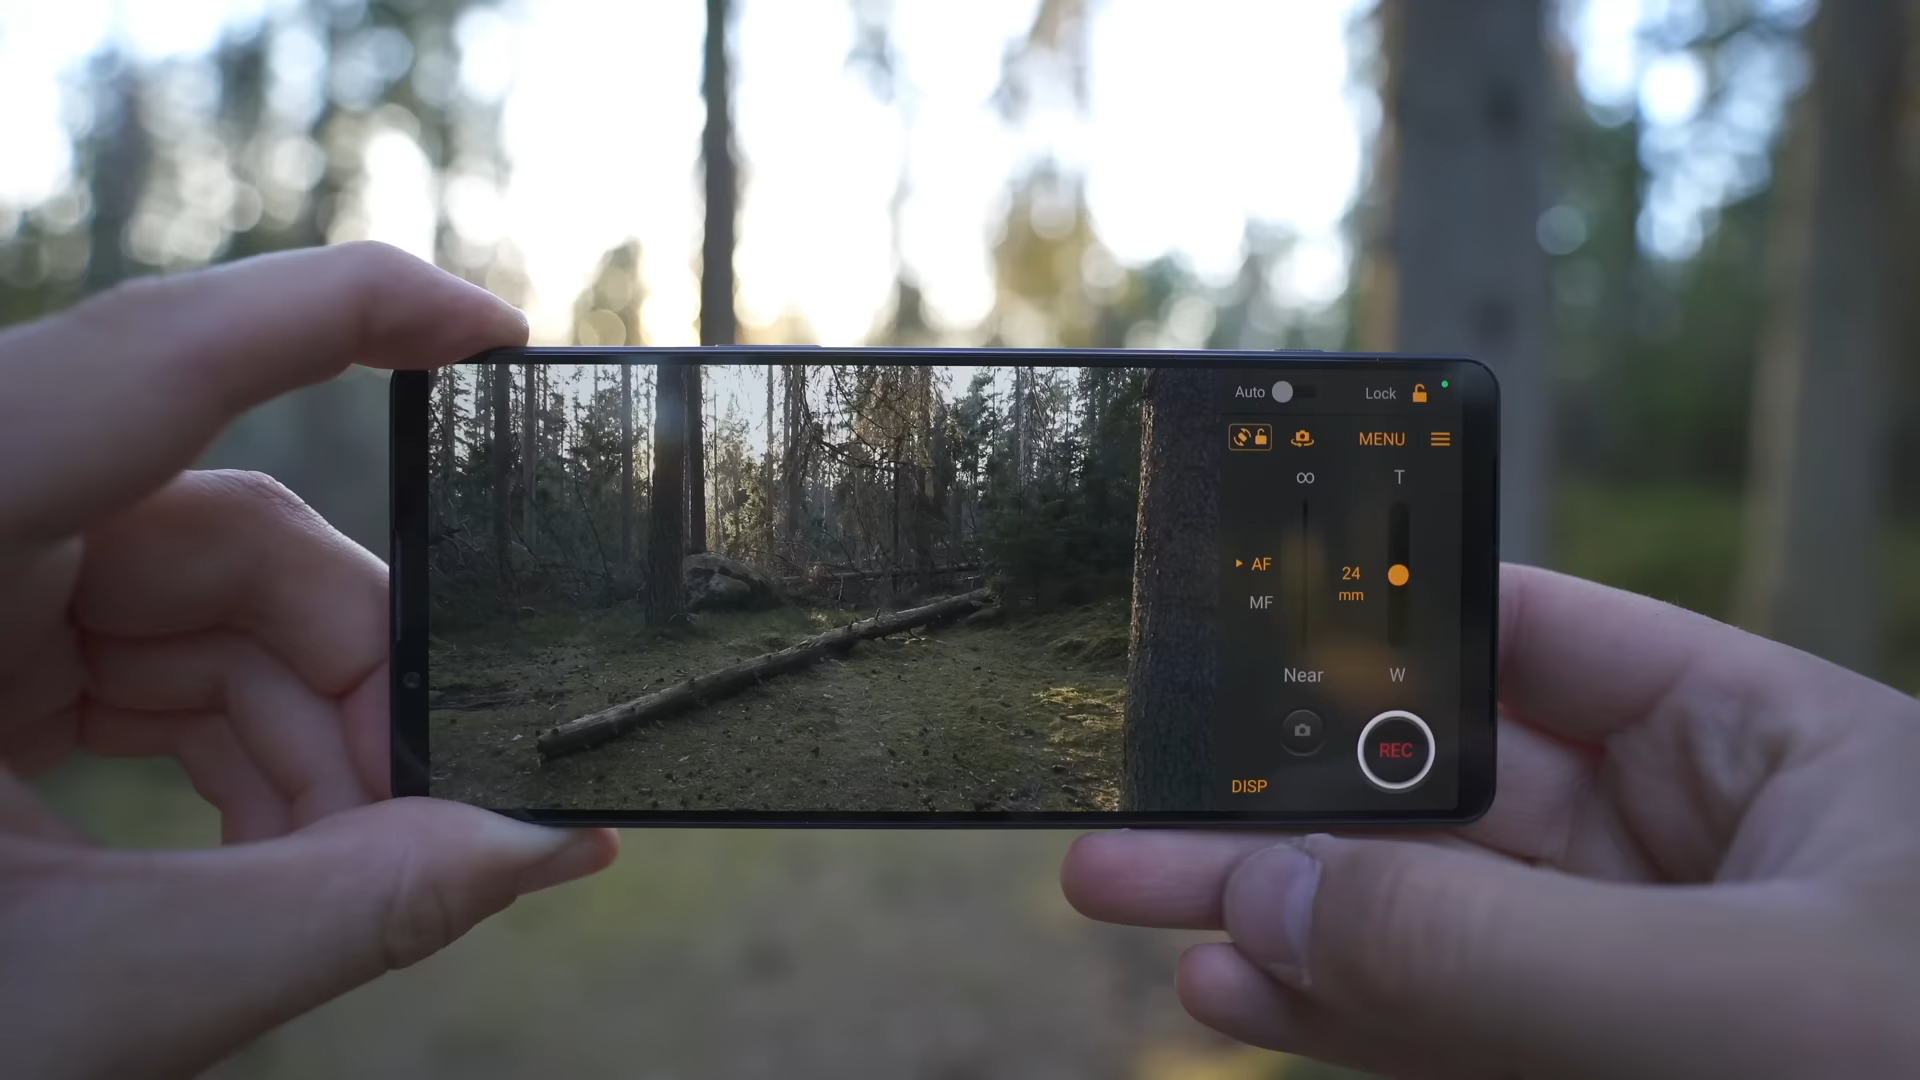 Auto Lock
MENU
∞ T
AF
24
mm
MF
Near W
REC
DISP